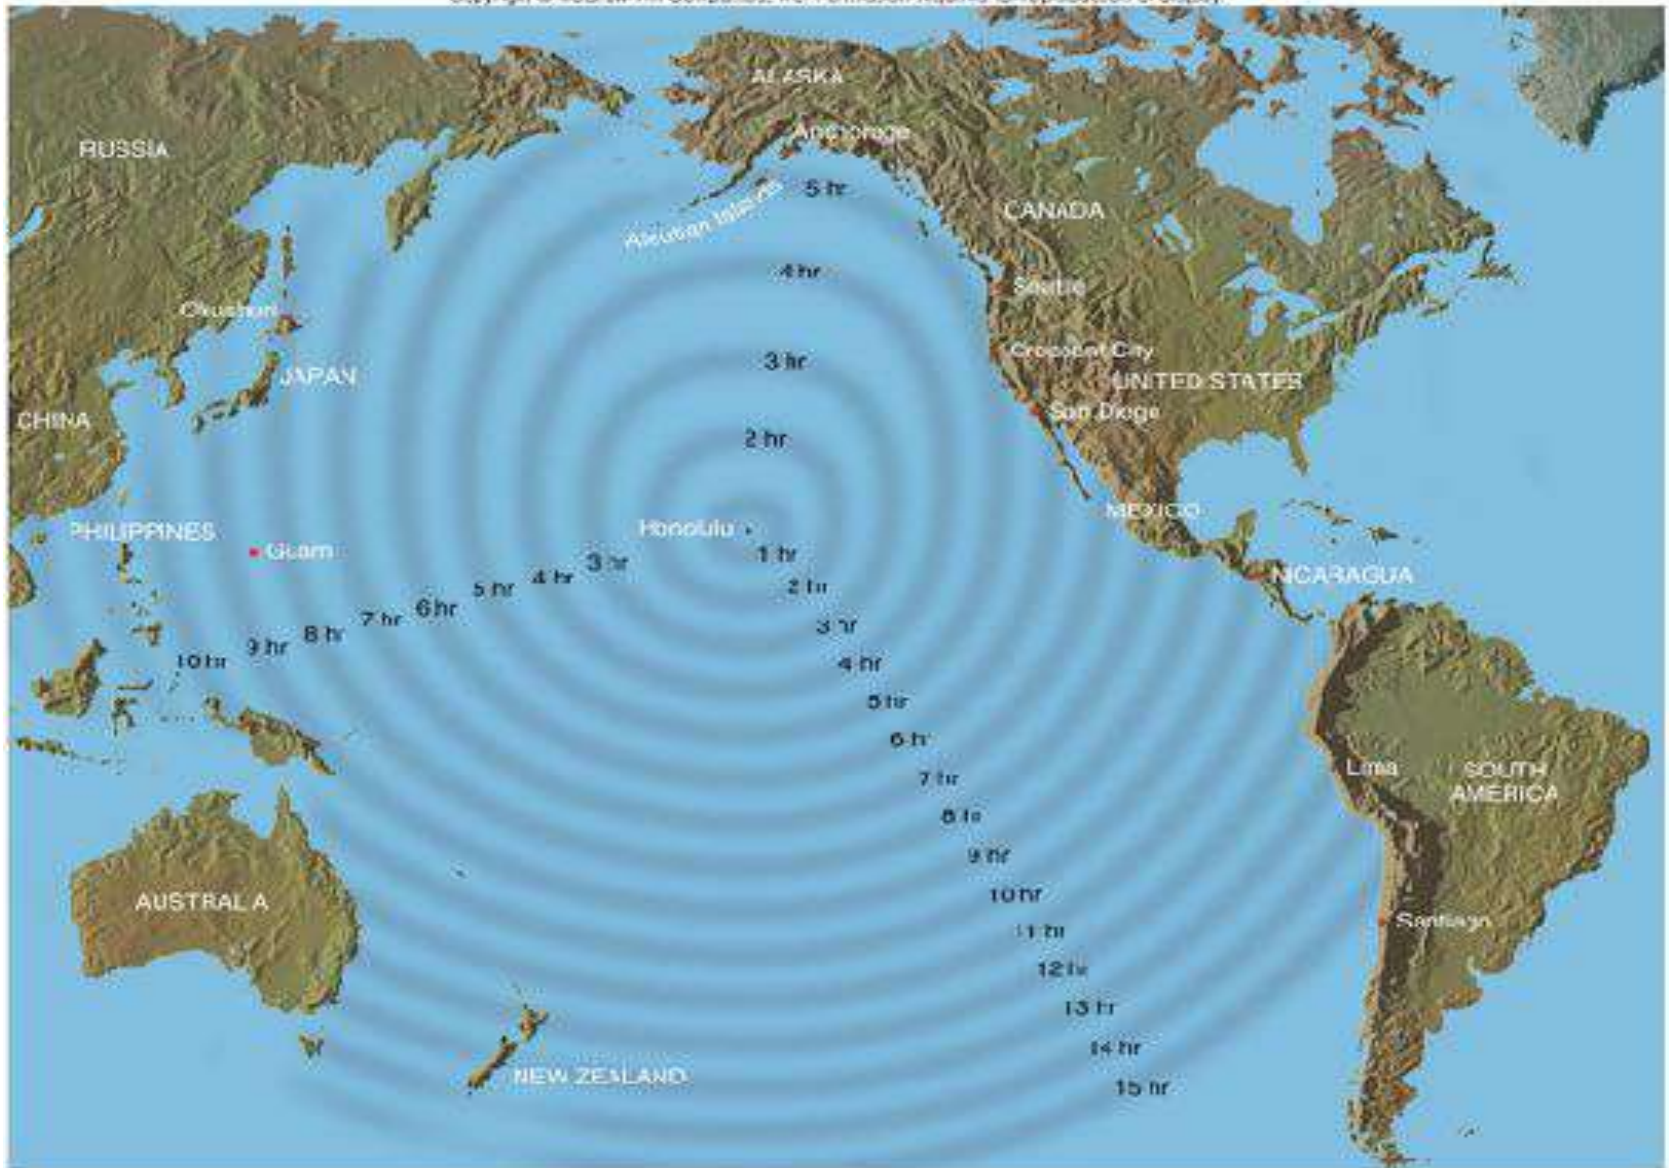 ALASKA
Anchorage
RUSSIA
5 hr
Aleutian Islands
CANADA
4 hr
Seattle
Okushiri
Crescent City
3 hr
JAPAN
UNITED STATES
San Diego
CHINA
2 hr
MEXICO
PHILIPPINES
Honolulu
Guam
1 hr
3 hr
NICARAGUA
4 hr
5 hr
2 hr
6 hr
7 hr
3 hr
8 hr
9 hr
10 hr
4 hr
5 hr
6 hr
Lima
SOUTH
AMERICA
7 hr
8 hr
9 hr
10 hr
AUSTRALIA
Santiago
11 hr
12 hr
13 hr
14 hr
NEW ZEALAND
15 hr